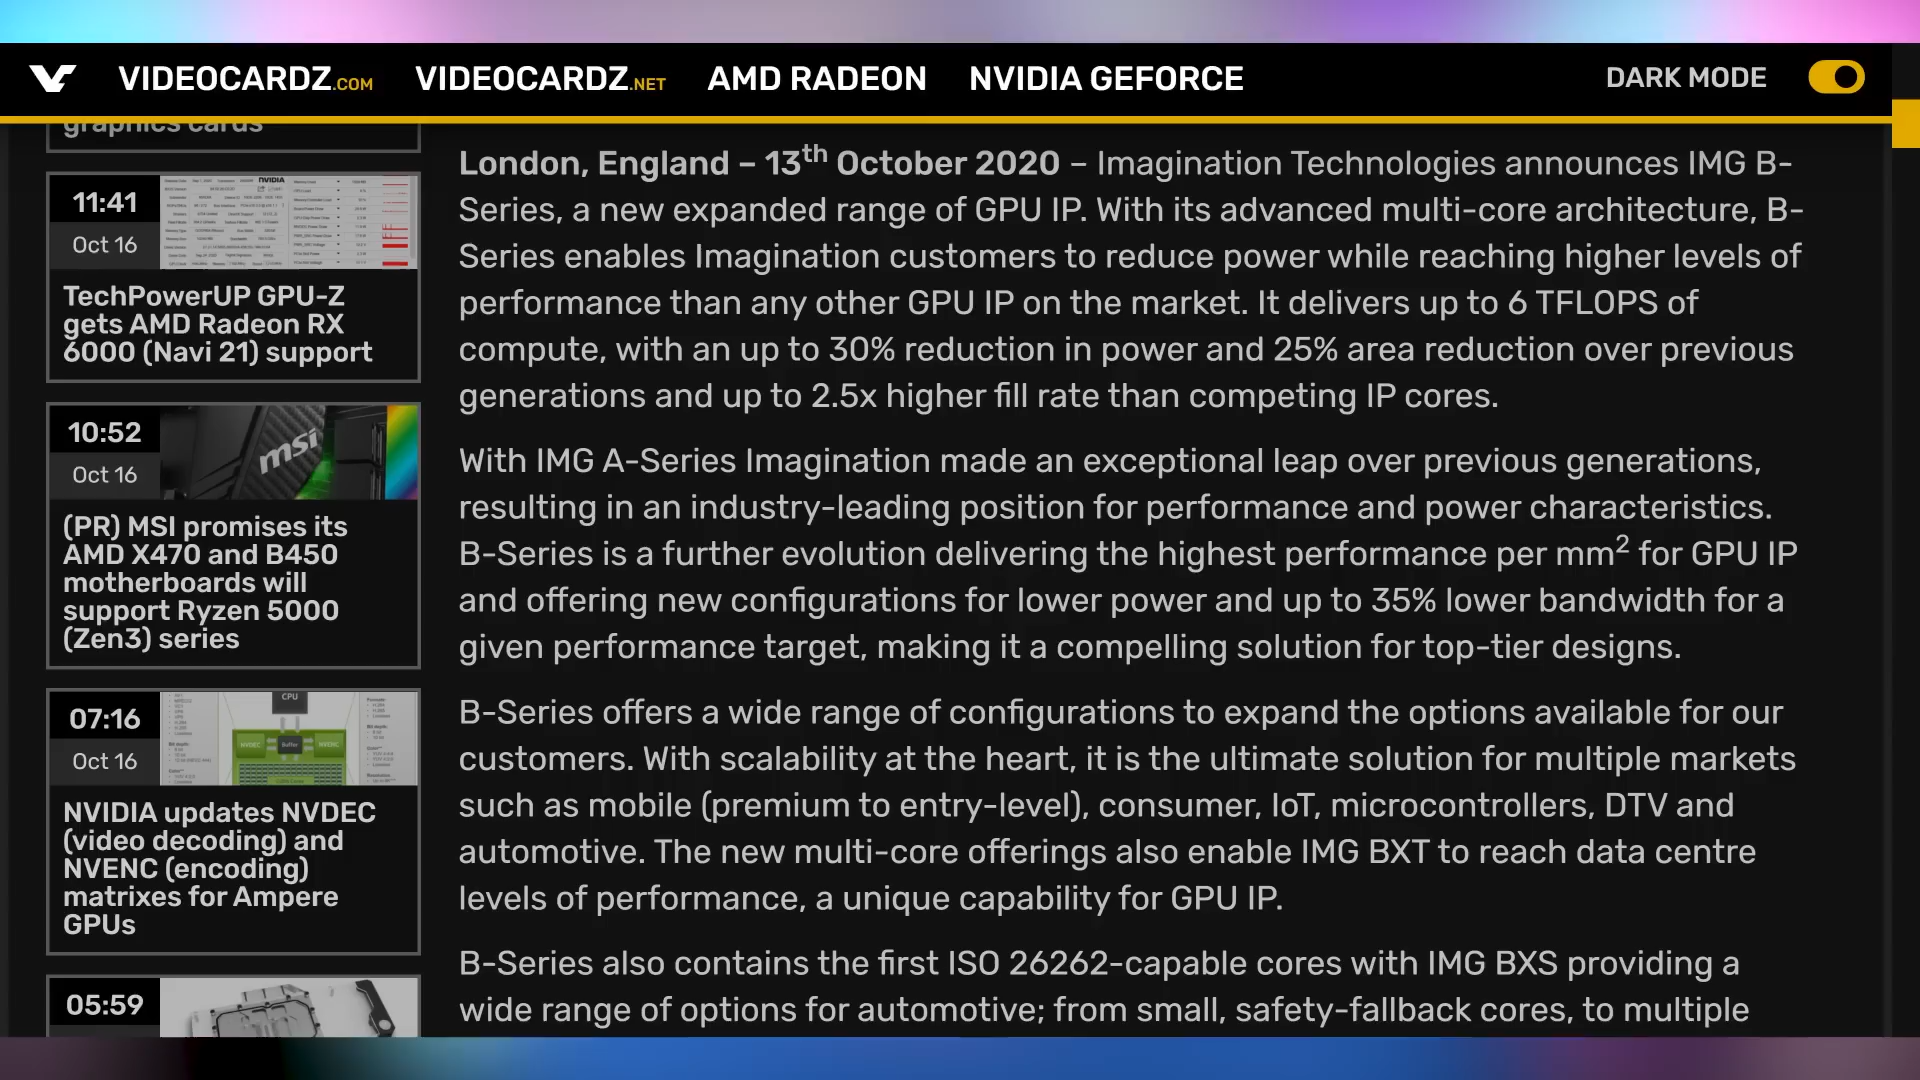 VIDEOCARDZ.COM VIDEOCARDZ.NET AMD RADEON NVIDIA GEFORCE DARK MODE
graphics cards
11:41
Oct 16
NVIDIA
TechPowerUP GPU-Z
gets AMD Radeon RX
6000 (Navi 21) support
10:52
Oct 16
msi
(PR) MSI promises its
AMD X470 and B450
motherboards will
support Ryzen 5000
(Zen3) series
07:16
Oct 16
CPU
NVDEC Buffer NVENC
NVIDIA updates NVDEC
(video decoding) and
NVENC (encoding)
matrixes for Ampere
GPUs
05:59
London, England – 13th October 2020 – Imagination Technologies announces IMG B-
Series, a new expanded range of GPU IP. With its advanced multi-core architecture, B-
Series enables Imagination customers to reduce power while reaching higher levels of
performance than any other GPU IP on the market. It delivers up to 6 TFLOPS of
compute, with an up to 30% reduction in power and 25% area reduction over previous
generations and up to 2.5x higher fill rate than competing IP cores.
With IMG A-Series Imagination made an exceptional leap over previous generations,
resulting in an industry-leading position for performance and power characteristics.
B-Series is a further evolution delivering the highest performance per mm2 for GPU IP
and offering new configurations for lower power and up to 35% lower bandwidth for a
given performance target, making it a compelling solution for top-tier designs.
B-Series offers a wide range of configurations to expand the options available for our
customers. With scalability at the heart, it is the ultimate solution for multiple markets
such as mobile (premium to entry-level), consumer, IoT, microcontrollers, DTV and
automotive. The new multi-core offerings also enable IMG BXT to reach data centre
levels of performance, a unique capability for GPU IP.
B-Series also contains the first ISO 26262-capable cores with IMG BXS providing a
wide range of options for automotive; from small, safety-fallback cores, to multiple